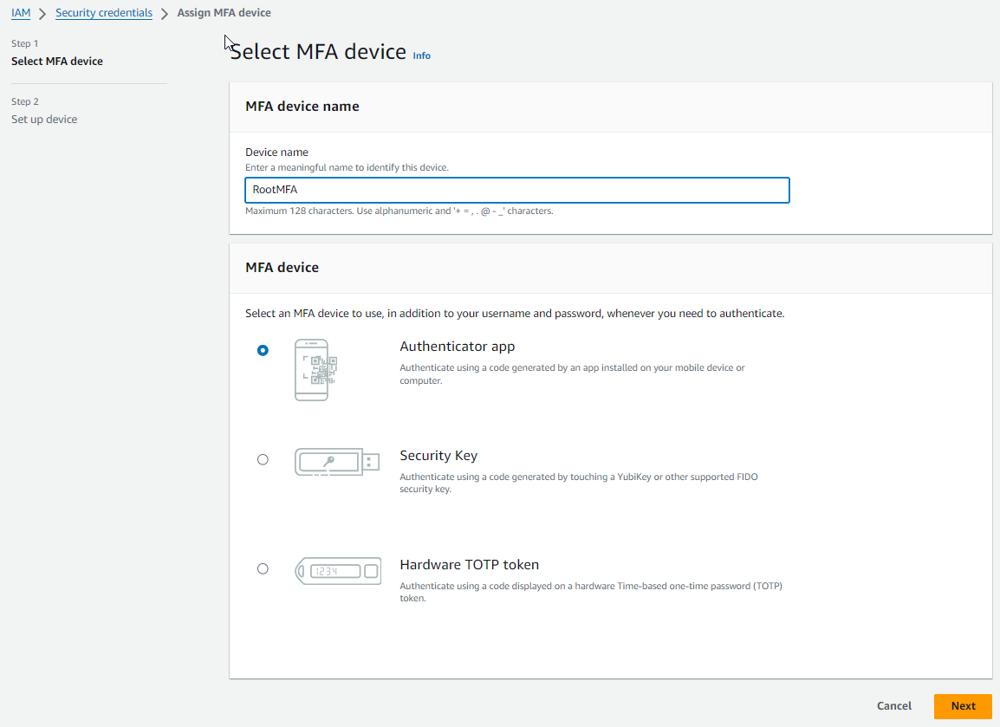 IAM > Security credentials > Assign MFA device
Step 1
Select MFA device
Step 2
Set up device
Select MFA device Info
MFA device name
Device name
Enter a meaningful name to identify this device.
RootMFA
Maximum 128 characters. Use alphanumeric and '+ = , . @ - _' characters.
MFA device
Select an MFA device to use, in addition to your username and password, whenever you need to authenticate.
Authenticator app
Authenticate using a code generated by an app installed on your mobile device or
computer.
Security Key
Authenticate using a code generated by touching a YubiKey or other supported FIDO
security key.
1234
Hardware TOTP token
Authenticate using a code displayed on a hardware Time-based one-time password (TOTP)
token.
Cancel
Next